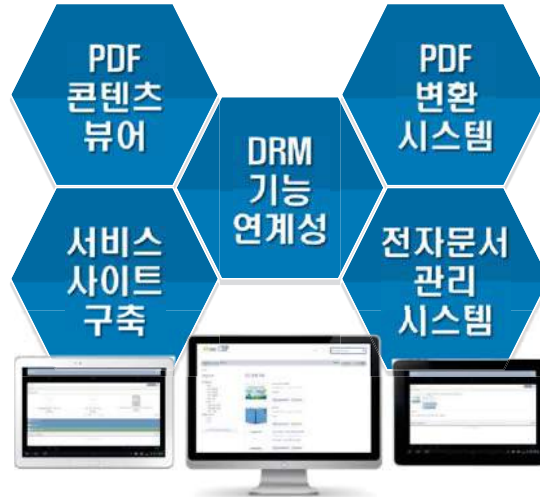 PDF
콘텐츠
뷰어
PDF
변환
시스템
DRM
기능
연계성
서비스
사이트
구축
전자문서
관리
시스템